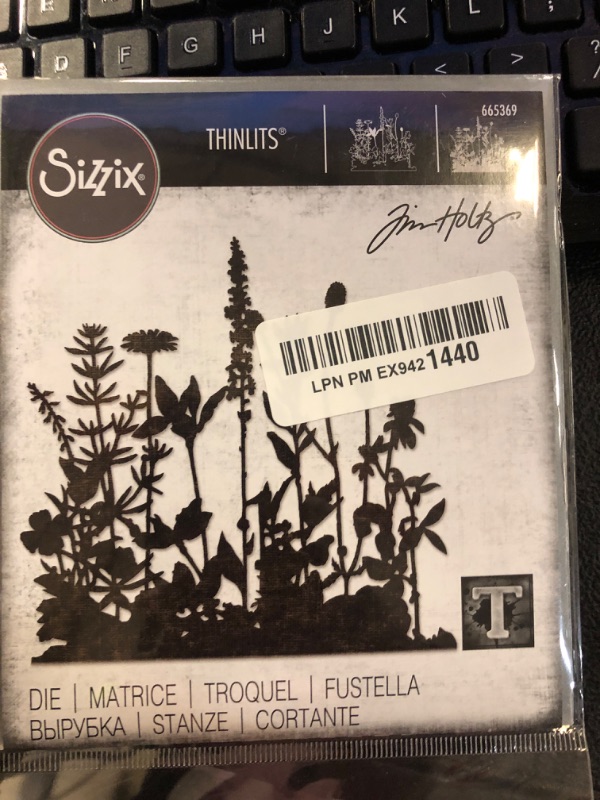 K L
F G H J
D < > ?
/
Sizzix®
THINLITS®
665369
Tim Holtz
LPN PM EX9421440
T
DIE | MATRICE | TROQUEL | FUSTELLA
ВЫРУБКА | STANZE | CORTANTE